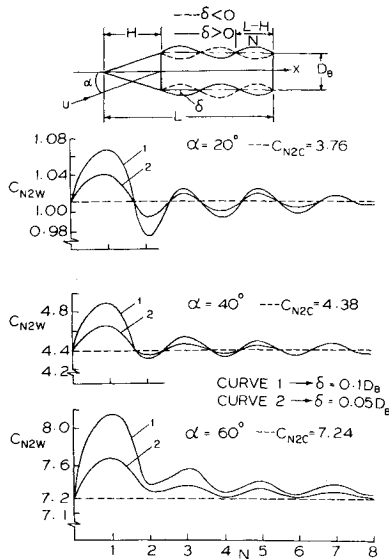 ---δ<0
—δ>0
H
L-H
N
α
U
x
D_B
δ
L
1.08
1.04
C_N2W
1.00
0.98
1
2
α = 20° ---C_N2C = 3.76
4.8
C_N2W
4.4
4.2
1
2
α = 40° ---C_N2C = 4.38
CURVE 1 → δ = 0.1D_B
CURVE 2 → δ = 0.05D_B
8.0
C_N2W
7.6
7.2
7.1
1
2
α = 60° ---C_N2C = 7.24
1 2 3 4 5 6 7 8
N